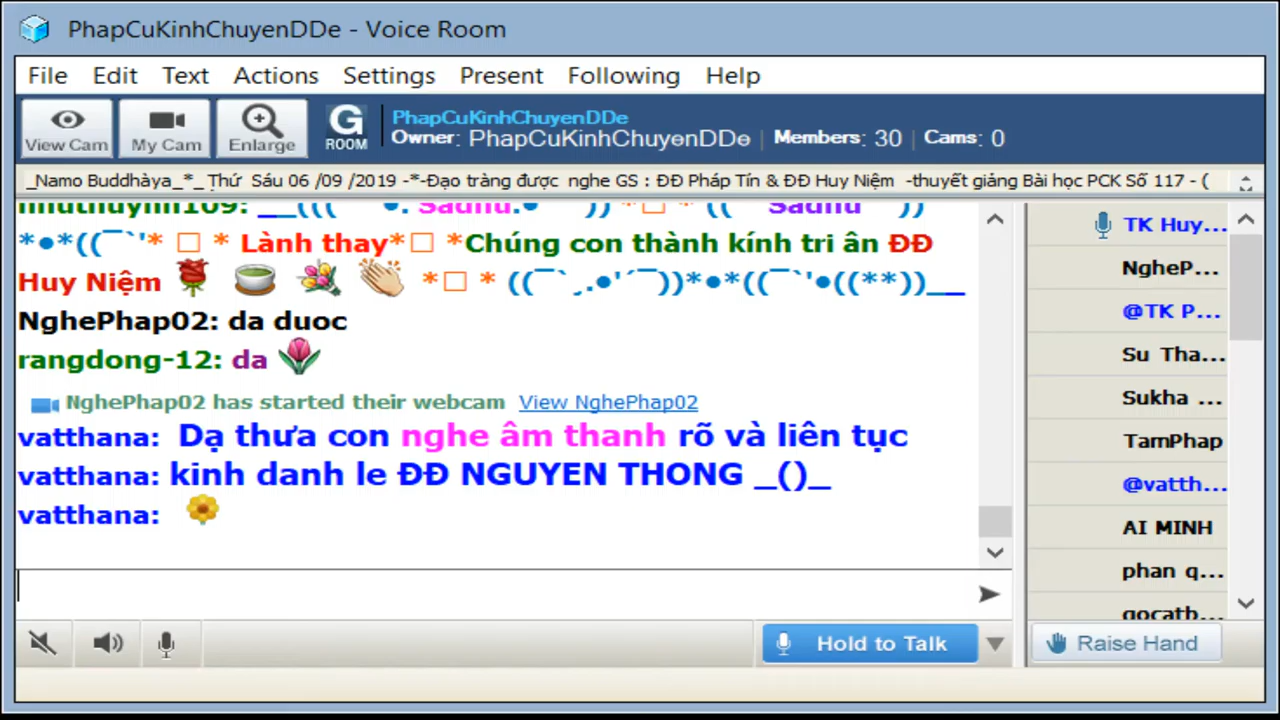 PhapCuKinhChuyenDDe - Voice Room
File Edit Text Actions Settings Present Following Help
View Cam My Cam Enlarge G ROOM
PhapCuKinhChuyenDDe
Owner: PhapCuKinhChuyenDDe | Members: 30 | Cams: 0
_Namo Buddhàya_*_ Thứ Sáu 06 /09 /2019 -*-Đạo tràng được nghe GS : ĐĐ Pháp Tín & ĐĐ Huy Niệm -thuyết giảng Bài học PCK Số 117 - (
*●*((¯`'* □ * Lành thay*□ *Chúng con thành kính tri ân ĐĐ
Huy Niệm *□ * ((¯`¸.●'´¯))*●*((¯`'●((**))__
NghePhap02: da duoc
rangdong-12: da
NghePhap02 has started their webcam View NghePhap02
vatthana: Dạ thưa con nghe âm thanh rõ và liên tục
vatthana: kinh danh le ĐĐ NGUYEN THONG _()_
vatthana:
Hold to Talk
TK Huy...
NgheP...
@TK P...
Su Tha...
Sukha ...
TamPhap
@vatth...
AI MINH
phan q...
gocatb...
Raise Hand